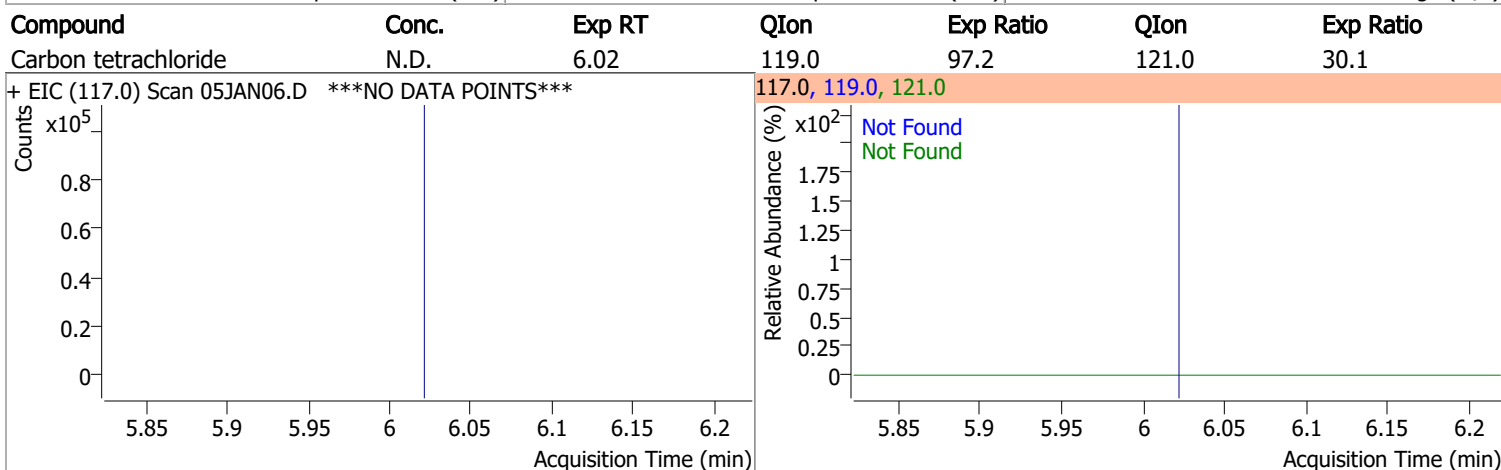 Compound Conc. Exp RT QIon Exp Ratio QIon Exp Ratio
Carbon tetrachloride N.D. 6.02 119.0 97.2 121.0 30.1
+ EIC (117.0) Scan 05JAN06.D ***NO DATA POINTS***
Counts
x10⁵
0.8
0.6
0.4
0.2
0
5.85 5.9 5.95 6 6.05 6.1 6.15 6.2
Acquisition Time (min)
117.0, 119.0, 121.0
Relative Abundance (%)
x10²
Not Found
Not Found
1.75
1.5
1.25
1
0.75
0.5
0.25
0
5.85 5.9 5.95 6 6.05 6.1 6.15 6.2
Acquisition Time (min)